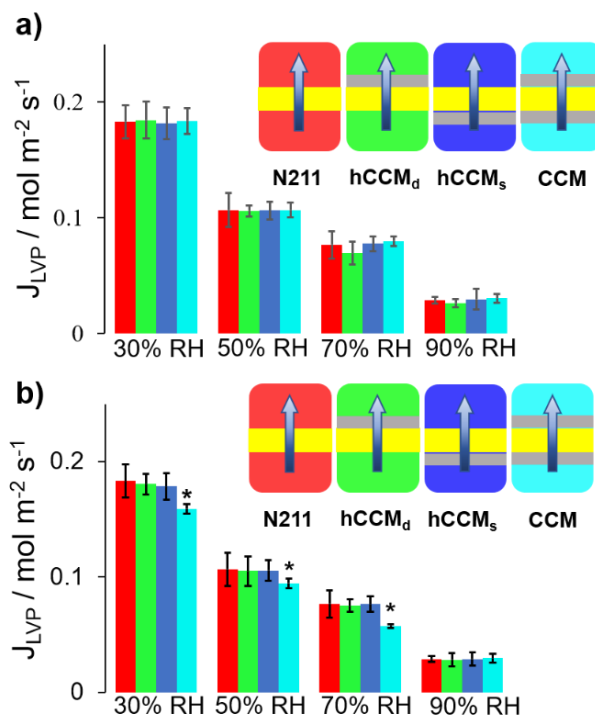 a)
J_LVP / mol m⁻² s⁻¹
0.2
0.1
0
N211 hCCM_d hCCM_s CCM
30% RH 50% RH 70% RH 90% RH
b)
J_LVP / mol m⁻² s⁻¹
0.2
0.1
0
N211 hCCM_d hCCM_s CCM
*
*
*
30% RH 50% RH 70% RH 90% RH